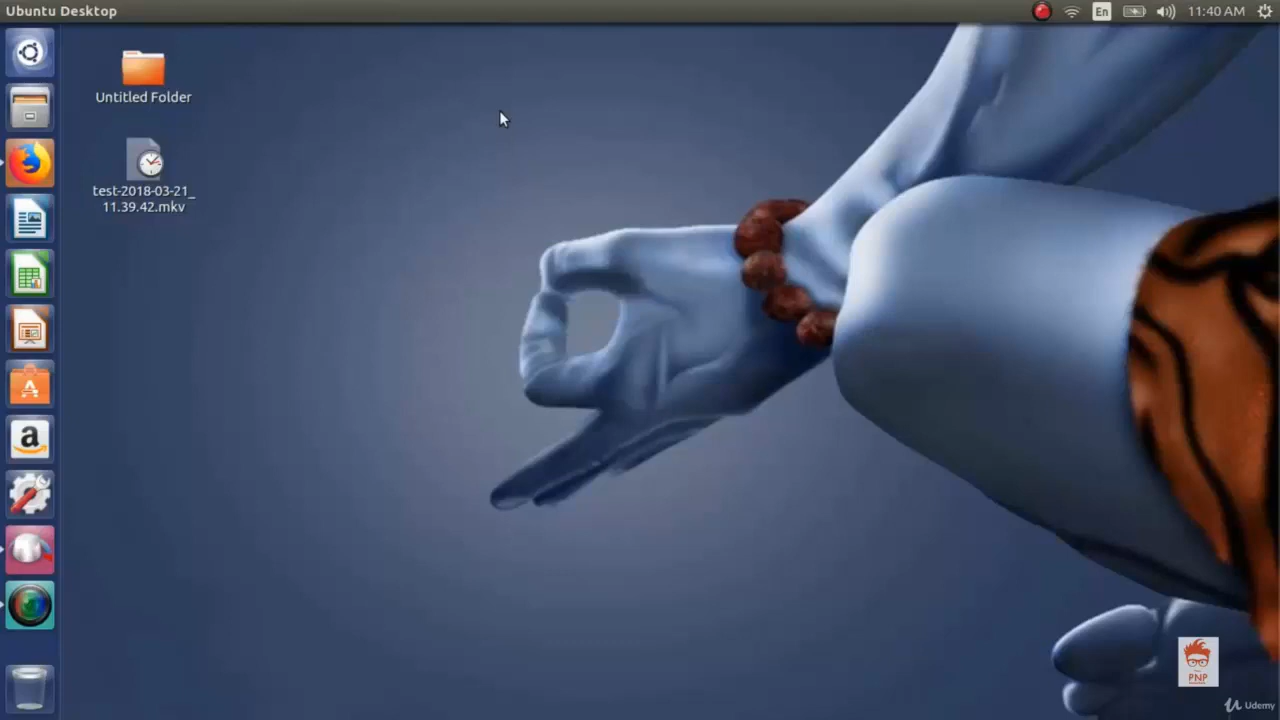 Ubuntu Desktop
En
11:40 AM
Untitled Folder
test-2018-03-21_
11.39.42.mkv
a
PNP
Udemy